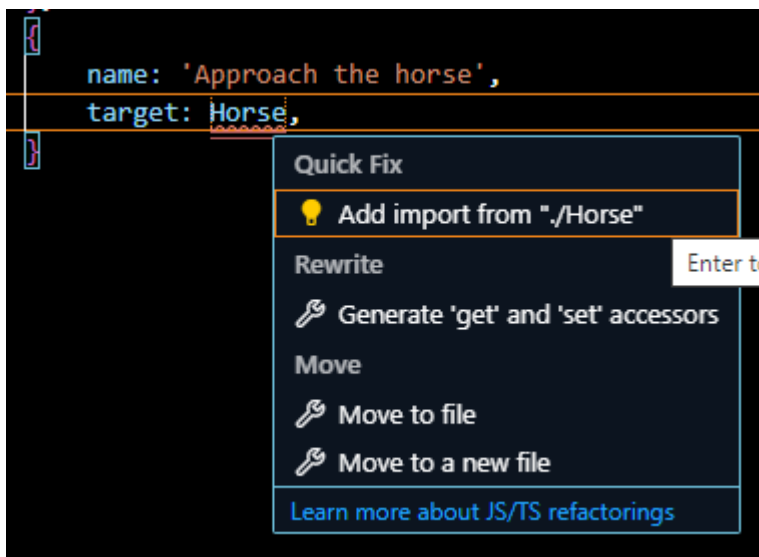 {
name: 'Approach the horse',
target: Horse,
}
Quick Fix
Add import from "./Horse"
Enter t
Rewrite
Generate 'get' and 'set' accessors
Move
Move to file
Move to a new file
Learn more about JS/TS refactorings